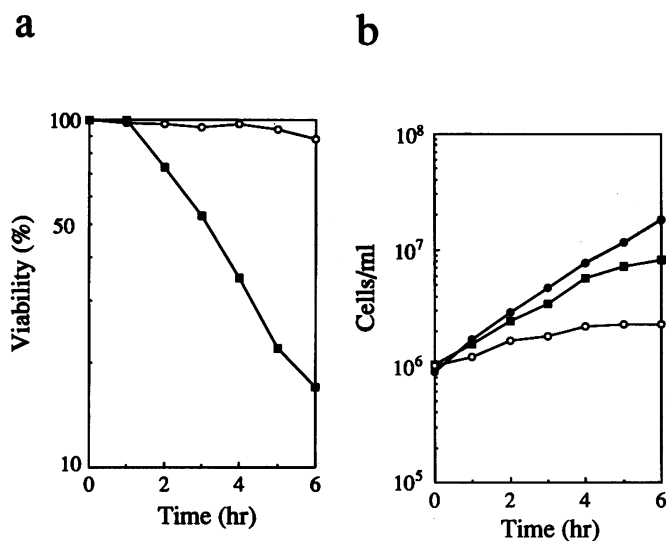 a
b
100
50
10
Viability (%)
0 2 4 6
Time (hr)
10⁸
10⁷
10⁶
10⁵
Cells/ml
0 2 4 6
Time (hr)